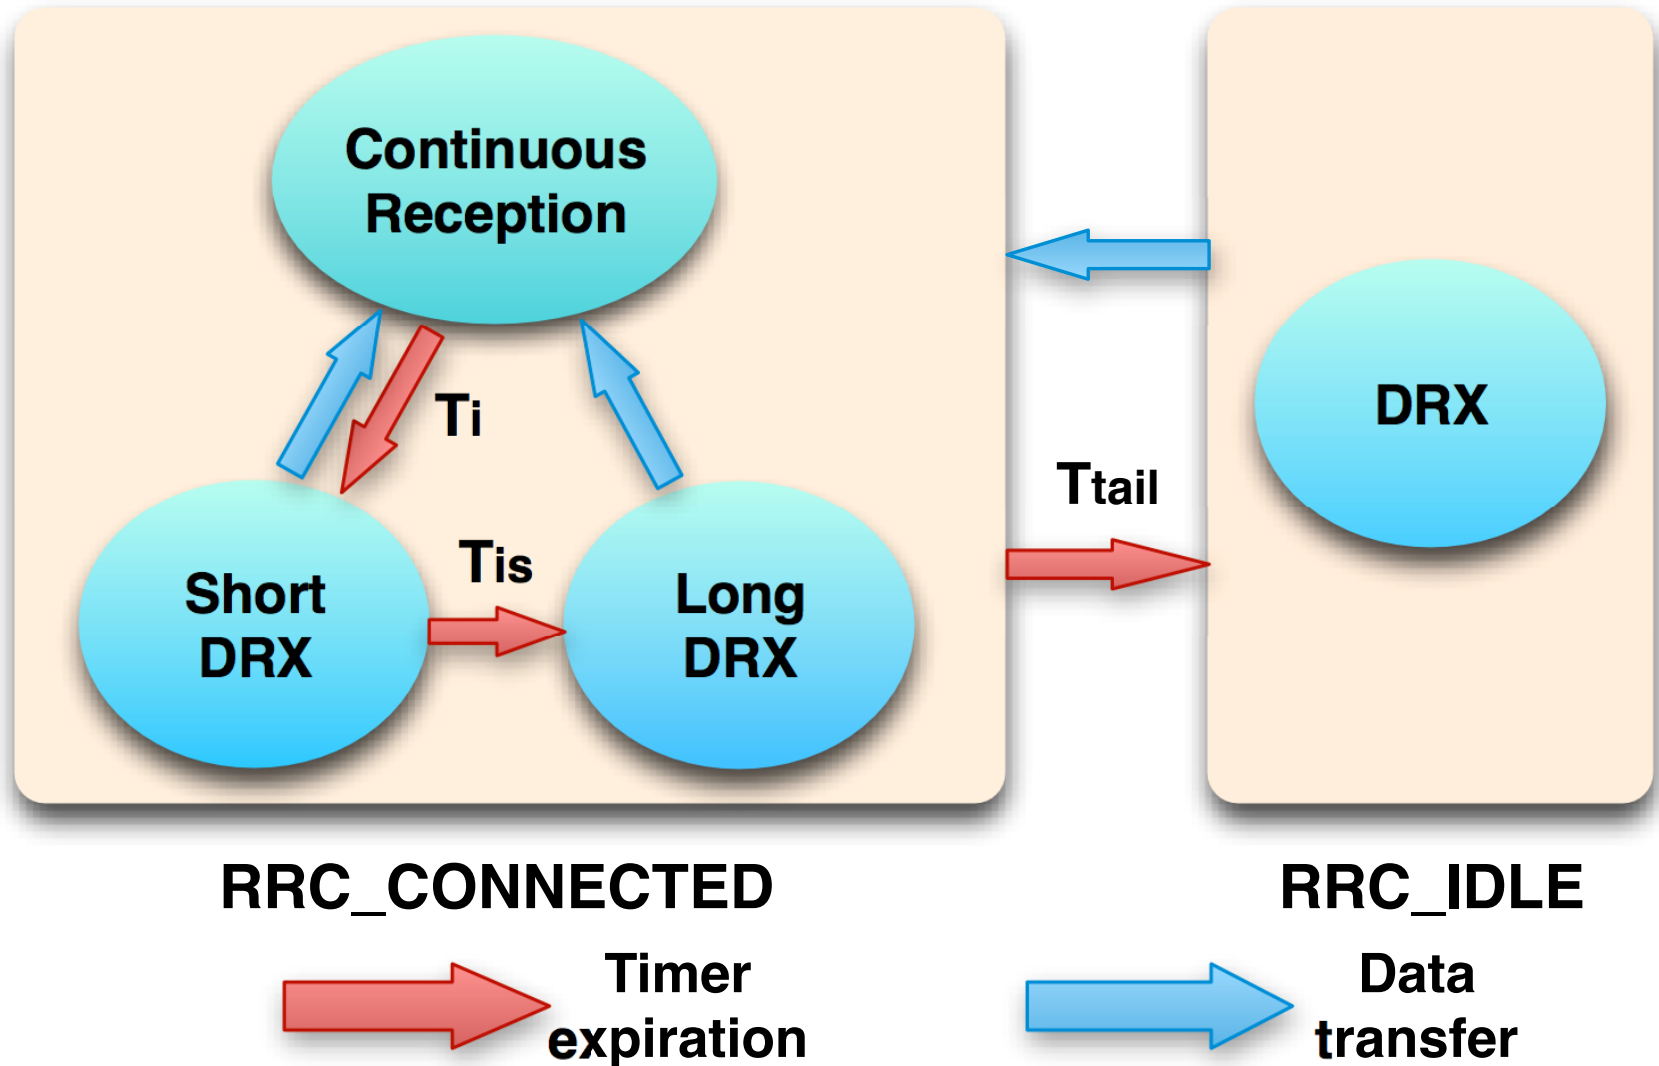 Continuous
Reception
Ti
Tis
Short
DRX
Long
DRX
Ttail
DRX
RRC_CONNECTED
RRC_IDLE
Timer
expiration
Data
transfer